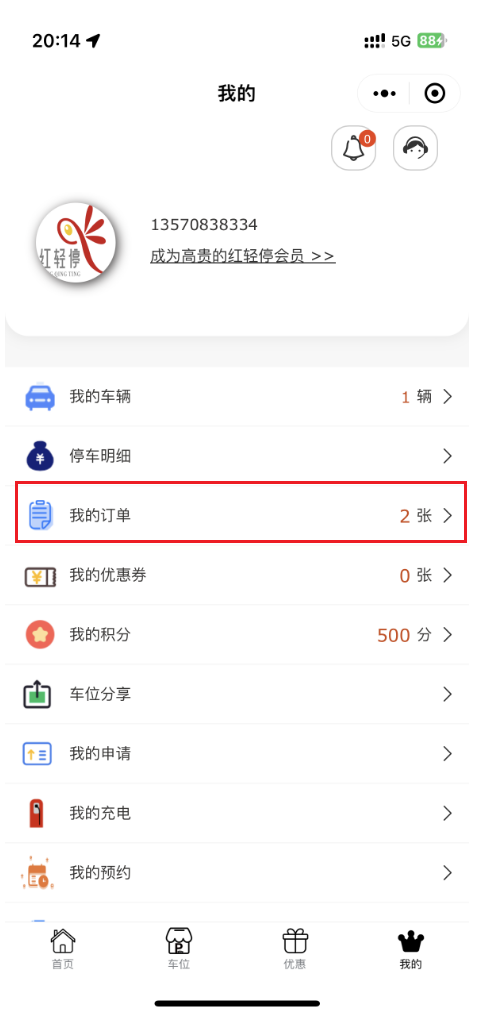 20:14
5G 88
我的
0
13570838334
成为高贵的红轻停会员 >>
红轻停
QING TING
我的车辆 1 辆
停车明细
我的订单 2 张
我的优惠券 0 张
我的积分 500 分
车位分享
我的申请
我的充电
我的预约
首页 车位 优惠 我的